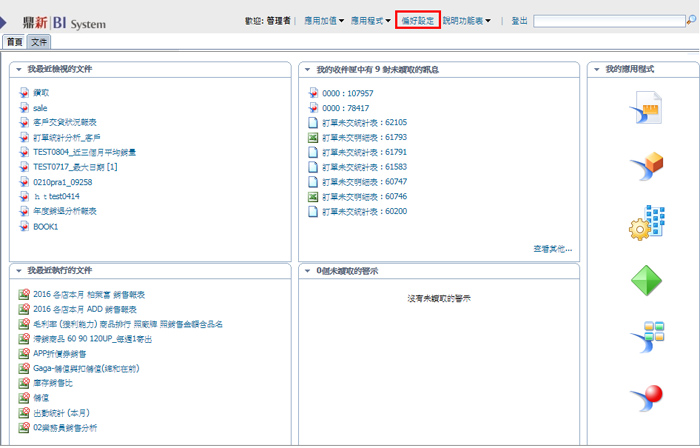 鼎新 BI System
歡迎: 管理者 | 應用加值 應用程式 偏好設定 說明功能表 | 登出
首頁 文件
我最近檢視的文件
讀取
sale
客戶交貨狀況報表
訂單統計分析_客戶
TEST0804_近三個月平均銷量
TEST0717_最大日期 [1]
0210pra1_09258
ｈｔtest0414
年度銷退分析報表
BOOK1
我的收件匣中有 9 封未讀取的訊息
0000 : 107957
0000 : 78417
訂單未交統計表 : 62105
訂單未交明細表 : 61793
訂單未交統計表 : 61791
訂單未交統計表 : 61583
訂單未交明細表 : 60747
訂單未交明細表 : 60746
訂單未交統計表 : 60200
查看其他...
我的應用程式
我最近執行的文件
2016 各店本月 柏萊富 銷售報表
2016 各店本月 ADD 銷售報表
毛利率 (獲利能力) 商品排行 照廠牌 照銷售金額含品名
滯銷商品 60 90 120UP_每週1寄出
APP折價券銷售
Gaga-儲值與扣儲值(總和在前)
庫存銷售比
儲值
出勤統計 (本月)
02業務員銷售分析
0個未讀取的警示
沒有未讀取的警示